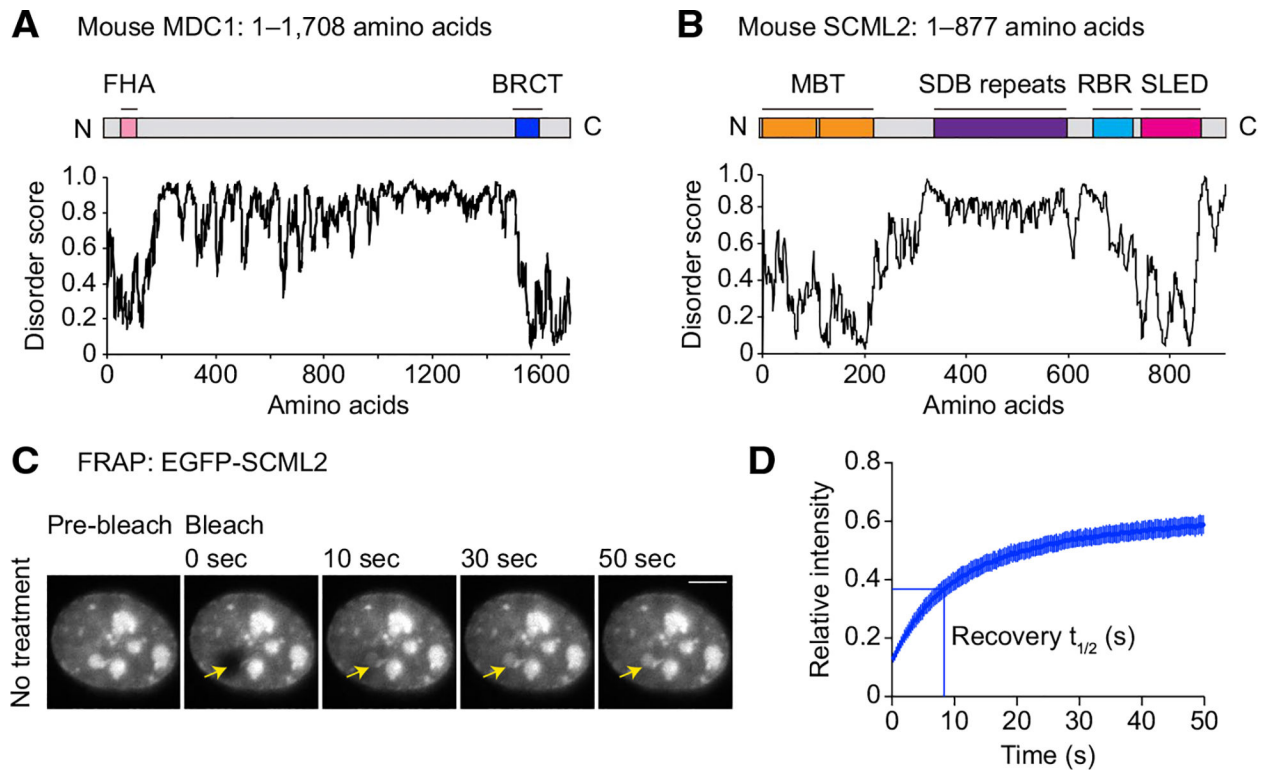 A Mouse MDC1: 1–1,708 amino acids
FHA BRCT
N C
1.0
0.8
0.6
0.4
0.2
0
Disorder score
0 400 800 1200 1600
Amino acids
B Mouse SCML2: 1–877 amino acids
MBT SDB repeats RBR SLED
N C
1.0
0.8
0.6
0.4
0.2
0
Disorder score
0 200 400 600 800
Amino acids
C FRAP: EGFP-SCML2
Pre-bleach Bleach
0 sec 10 sec 30 sec 50 sec
No treatment
D
0.8
0.6
0.4
0.2
0
Relative intensity
Recovery t1/2 (s)
0 10 20 30 40 50
Time (s)